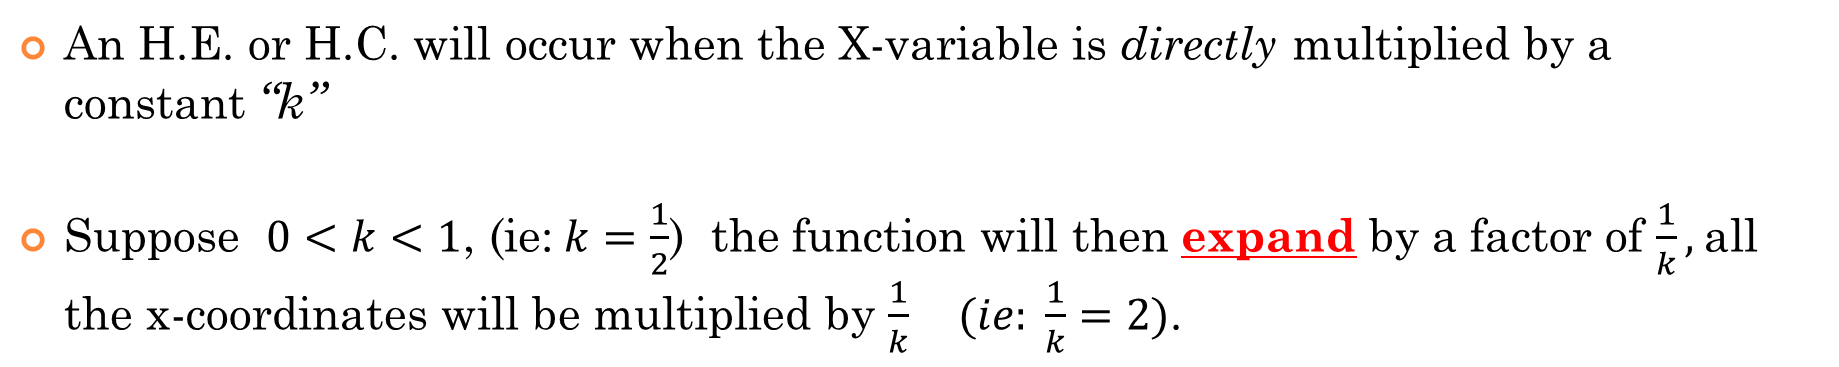 An H.E. or H.C. will occur when the X-variable is directly multiplied by a
constant “k”
Suppose 0 < k < 1, (ie: k = 1/2) the function will then expand by a factor of 1/k, all
the x-coordinates will be multiplied by 1/k (ie: 1/k = 2).